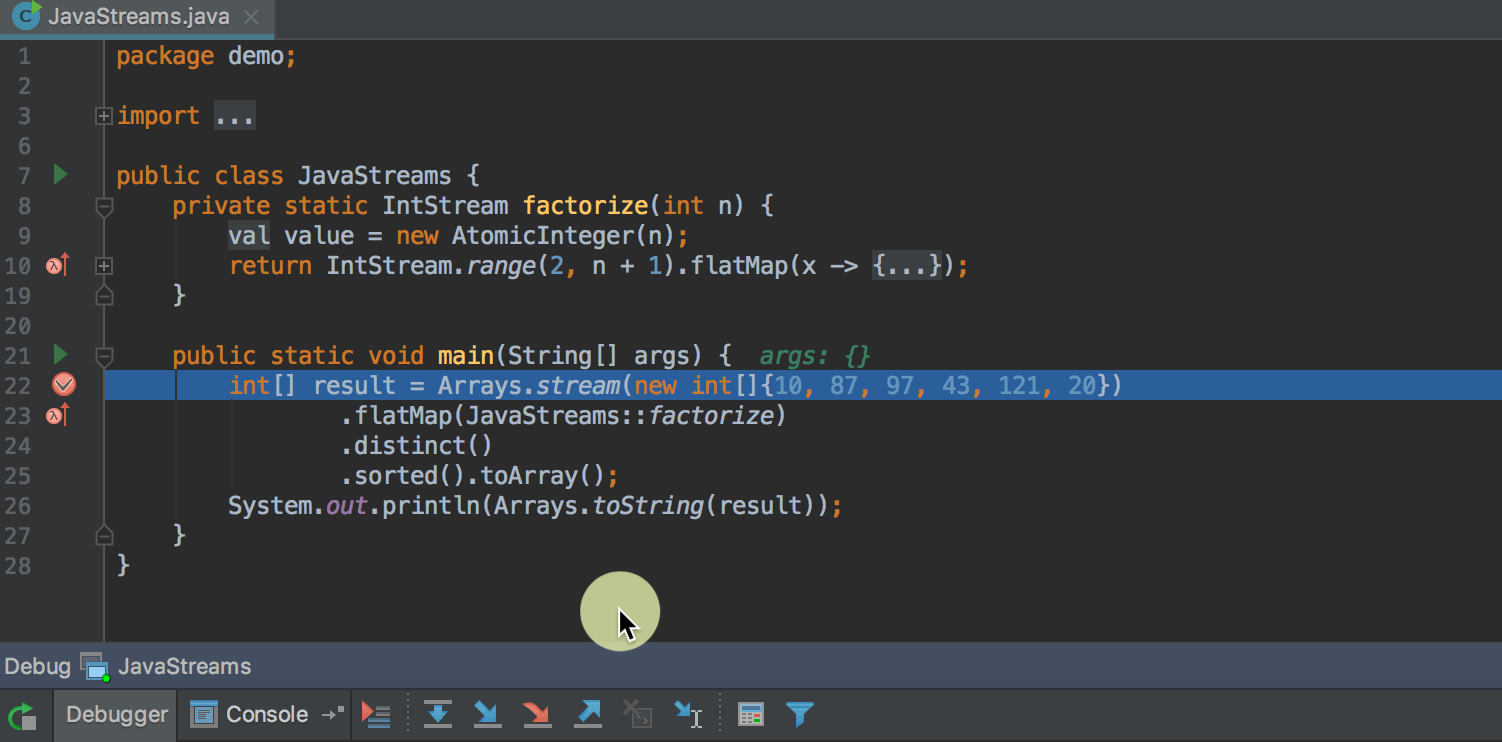 JavaStreams.java
1 package demo;
2
3 import ...
6
7 public class JavaStreams {
8 private static IntStream factorize(int n) {
9 val value = new AtomicInteger(n);
10 return IntStream.range(2, n + 1).flatMap(x -> {...});
19 }
20
21 public static void main(String[] args) { args: {}
22 int[] result = Arrays.stream(new int[]{10, 87, 97, 43, 121, 20})
23 .flatMap(JavaStreams::factorize)
24 .distinct()
25 .sorted().toArray();
26 System.out.println(Arrays.toString(result));
27 }
28 }
Debug JavaStreams
Debugger Console